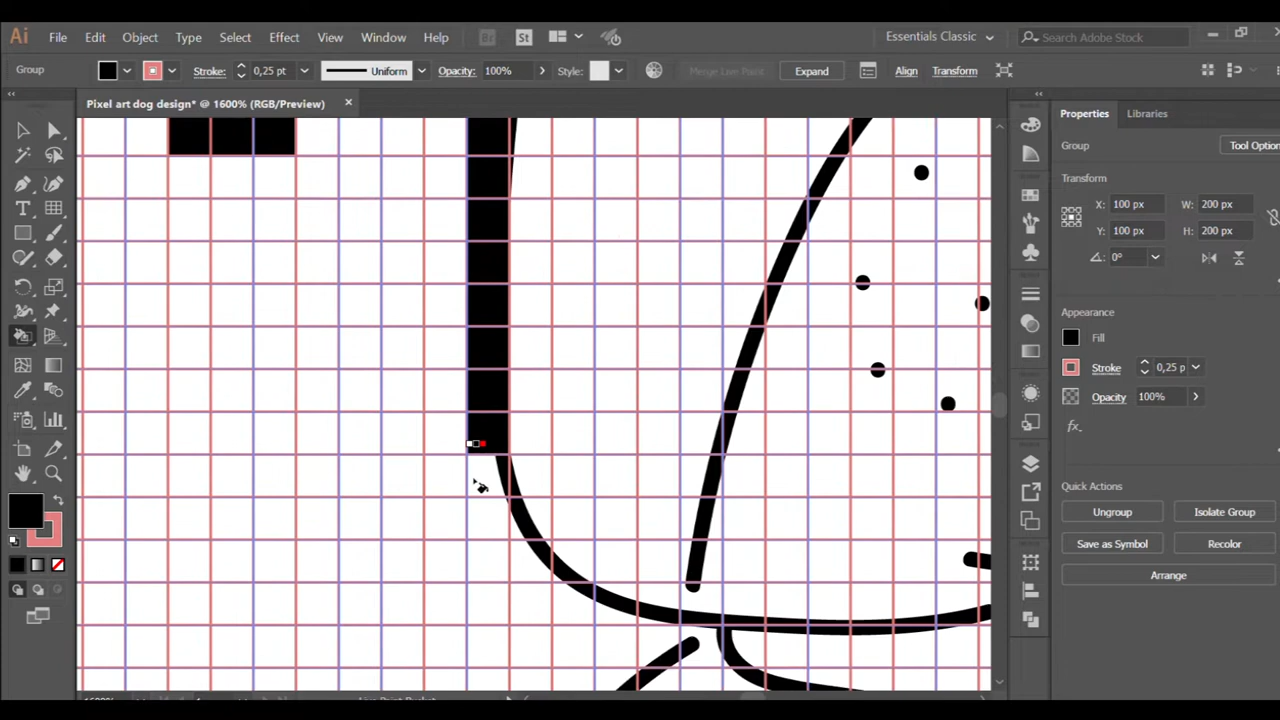 Ai File Edit Object Type Select Effect View Window Help Br St Essentials Classic Search Adobe Stock
Group Stroke: 0,25 pt Uniform Opacity: 100% Style: Merge Live Paint Expand Align Transform
Pixel art dog design* @ 1600% (RGB/Preview)
Properties Libraries
Group Tool Option
Transform
X: 100 px W: 200 px
Y: 100 px H: 200 px
0°
Appearance
Fill
Stroke 0,25 p
Opacity 100%
fx
Quick Actions
Ungroup Isolate Group
Save as Symbol Recolor
Arrange